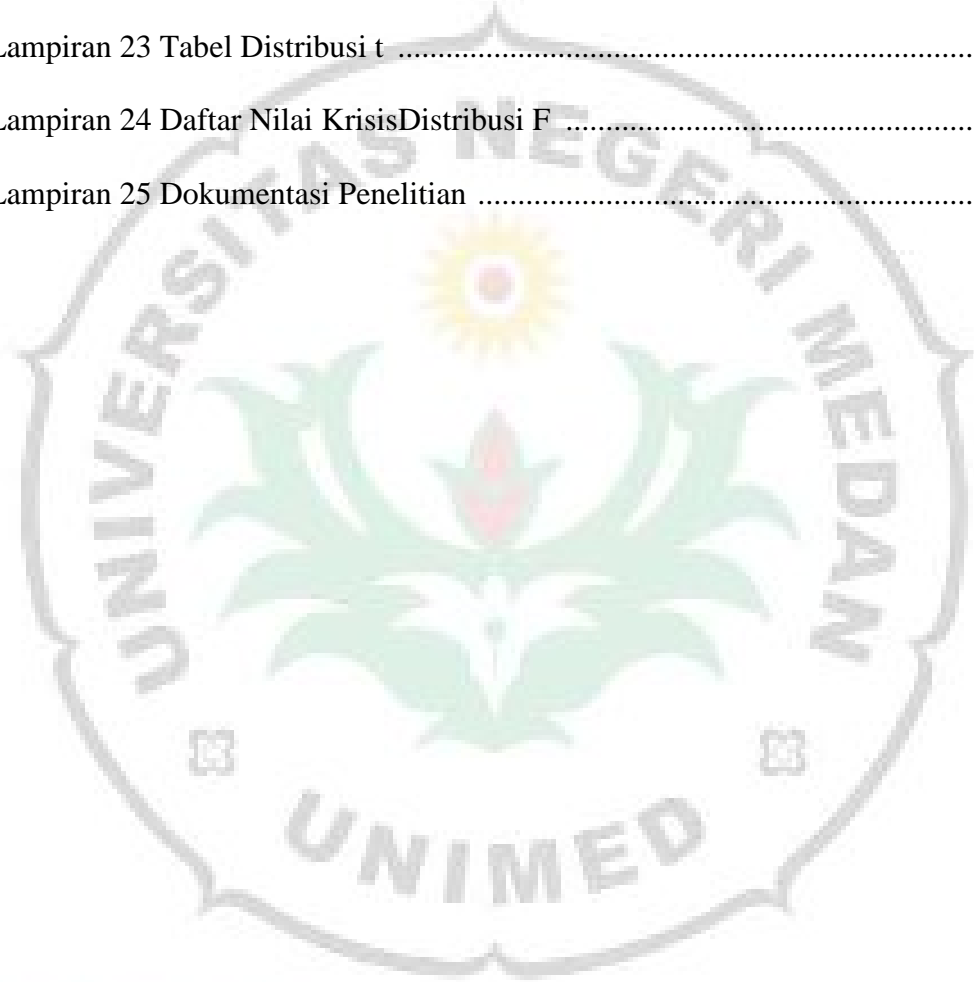 Lampiran 23 Tabel Distribusi t ........................................................................
Lampiran 24 Daftar Nilai KrisisDistribusi F ...................................................
Lampiran 25 Dokumentasi Penelitian ..............................................................
UNIVERSITAS NEGERI MEDAN
UNIMED